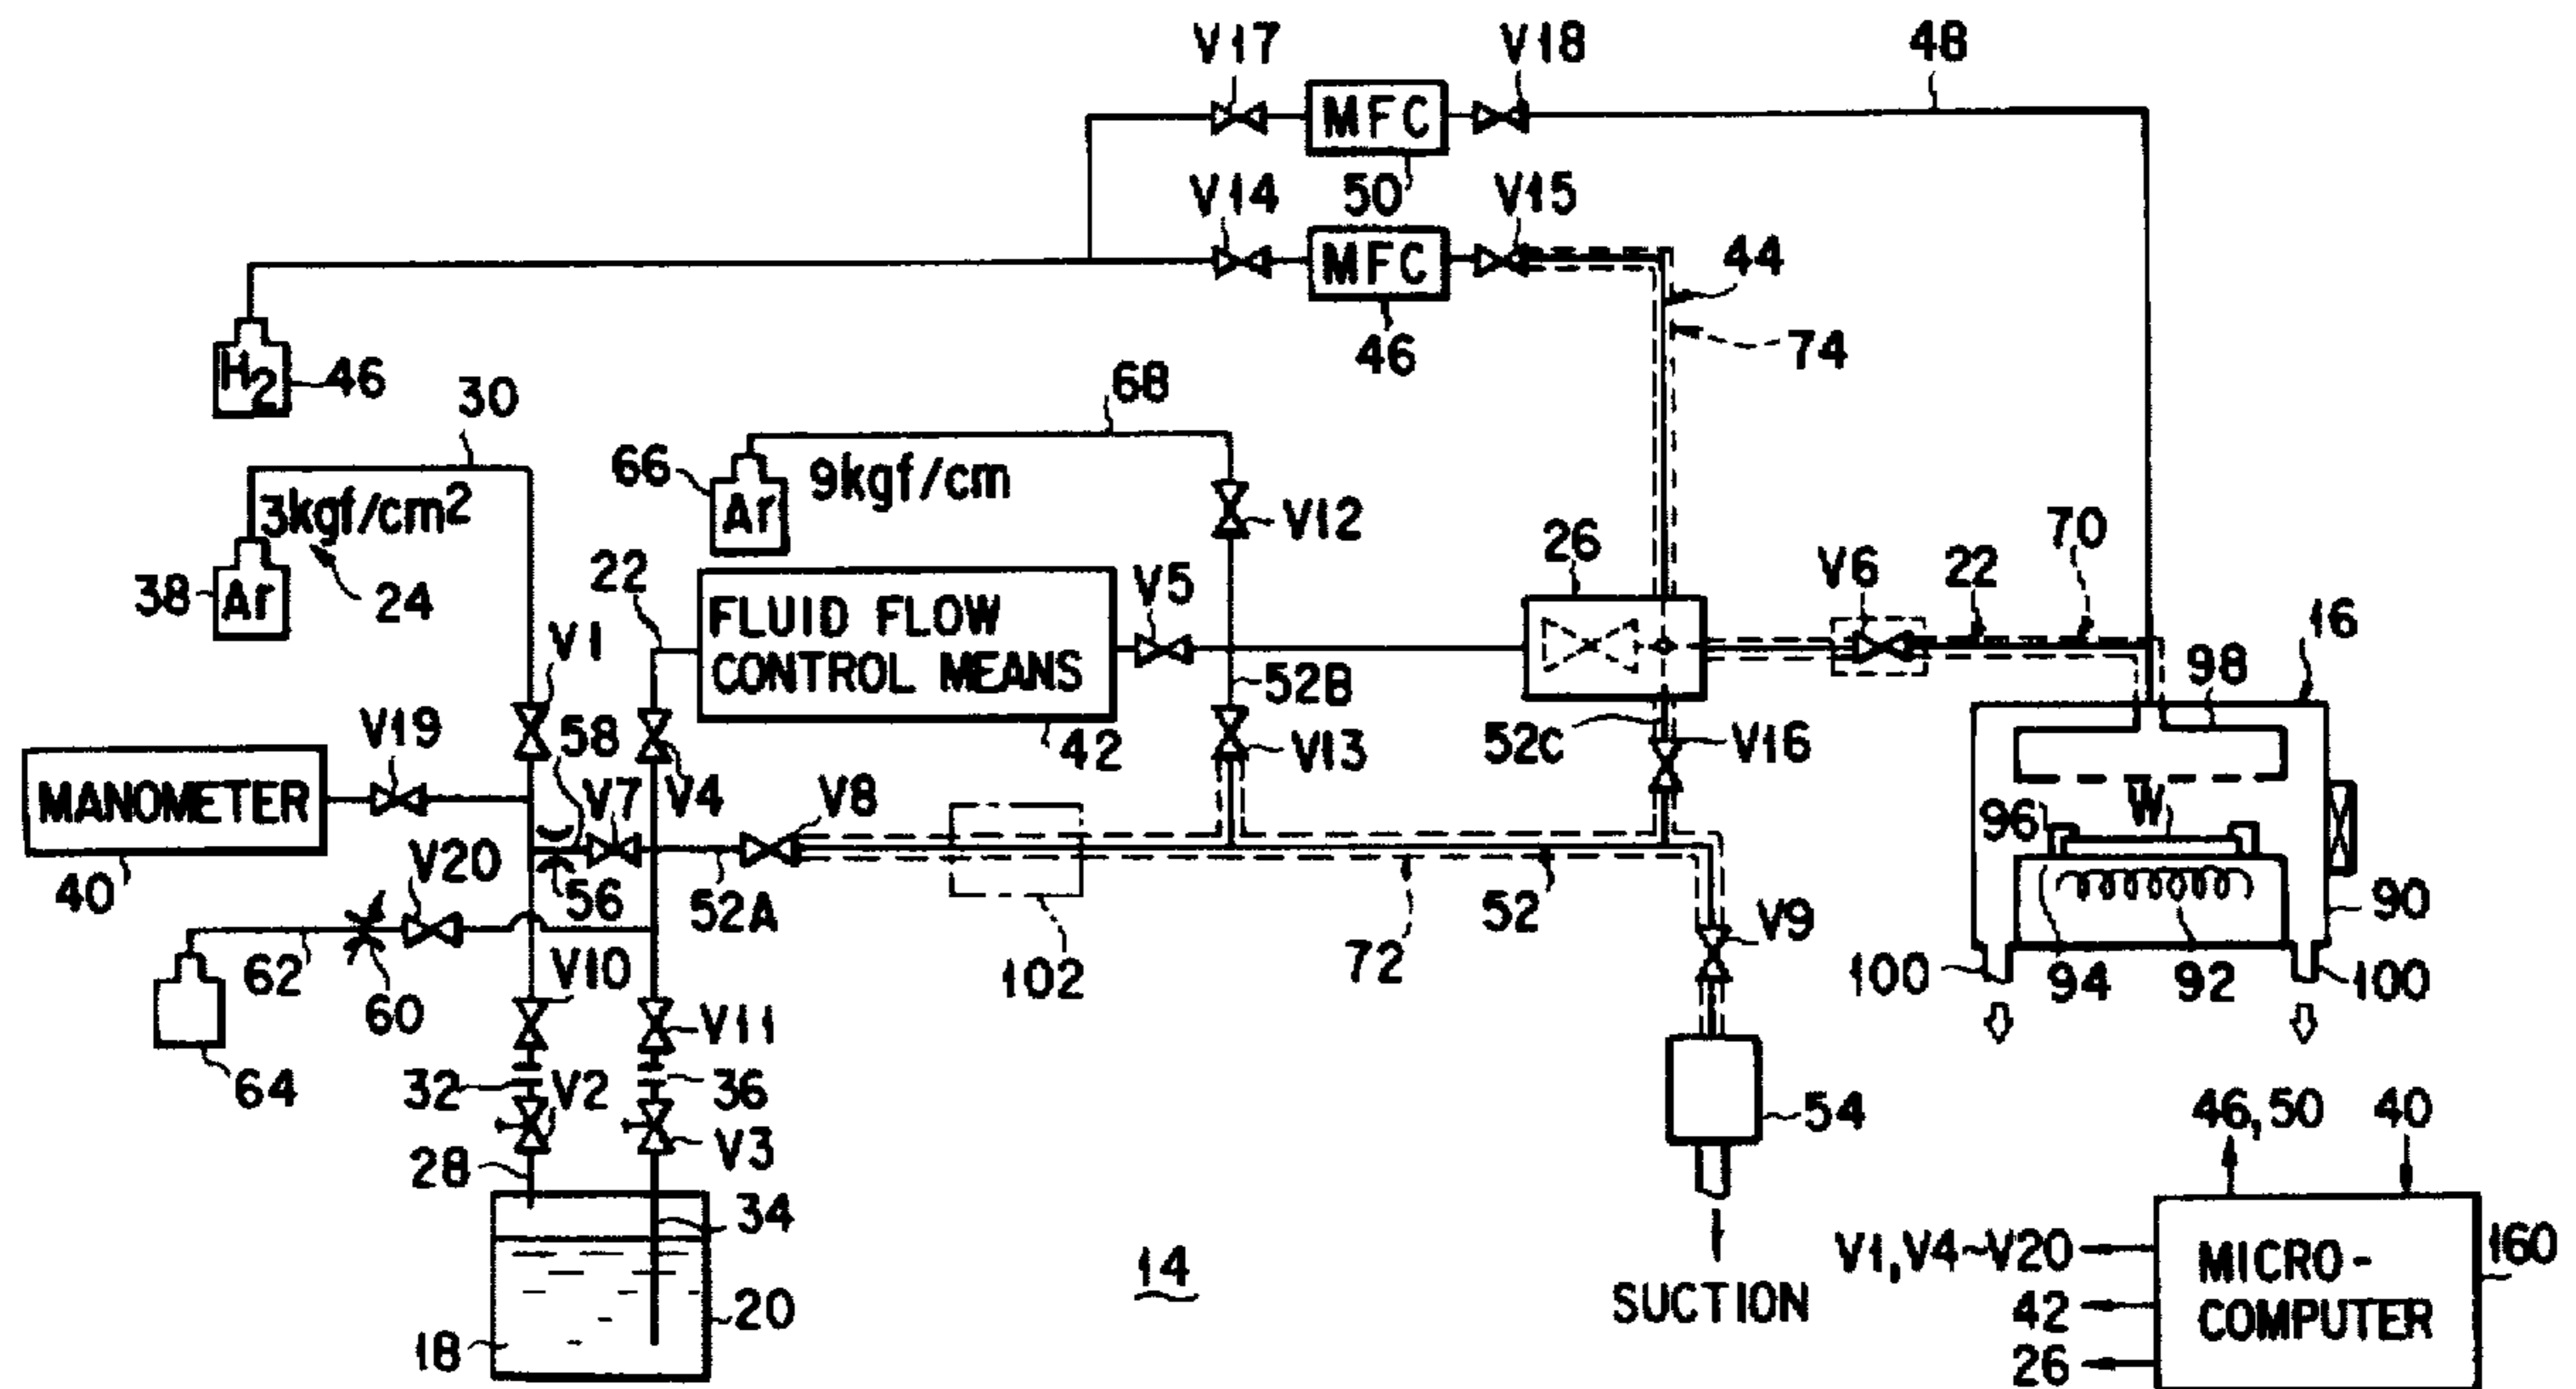 V17 V18 48
MFC
V14 50 V15
MFC 44
46 74
H2 46
30 68
66 Ar 9kgf/cm
3kgf/cm2 V12
38 Ar 24
22 26 V6 22 70
FLUID FLOW V5 16
CONTROL MEANS 52B 98
V1
V19 58 42 V13 52C V16
MANOMETER V7 V4 V8 96 W
40 V20 56 52A 72 52 V9 90
62 60 V10 102 100 94 92 100
64 V11
32 V2 36 54
28 V3 46,50 40
34
14 V1,V4~V20 MICRO- 160
18 20 SUCTION 42 COMPUTER
26